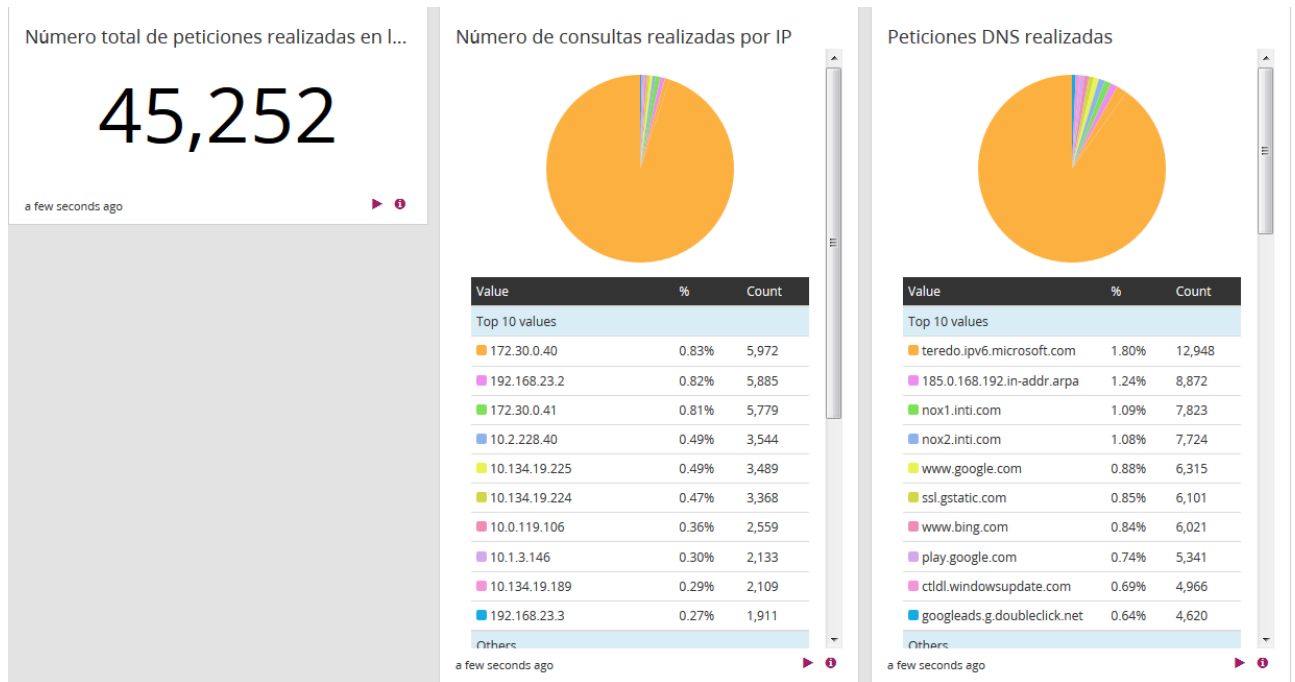 Número total de peticiones realizadas en l...
45,252
a few seconds ago
Número de consultas realizadas por IP
Value % Count
Top 10 values
172.30.0.40 0.83% 5,972
192.168.23.2 0.82% 5,885
172.30.0.41 0.81% 5,779
10.2.228.40 0.49% 3,544
10.134.19.225 0.49% 3,489
10.134.19.224 0.47% 3,368
10.0.119.106 0.36% 2,559
10.1.3.146 0.30% 2,133
10.134.19.189 0.29% 2,109
192.168.23.3 0.27% 1,911
Others
a few seconds ago
Peticiones DNS realizadas
Value % Count
Top 10 values
teredo.ipv6.microsoft.com 1.80% 12,948
185.0.168.192.in-addr.arpa 1.24% 8,872
nox1.inti.com 1.09% 7,823
nox2.inti.com 1.08% 7,724
www.google.com 0.88% 6,315
ssl.gstatic.com 0.85% 6,101
www.bing.com 0.84% 6,021
play.google.com 0.74% 5,341
ctldl.windowsupdate.com 0.69% 4,966
googleads.g.doubleclick.net 0.64% 4,620
Others
a few seconds ago